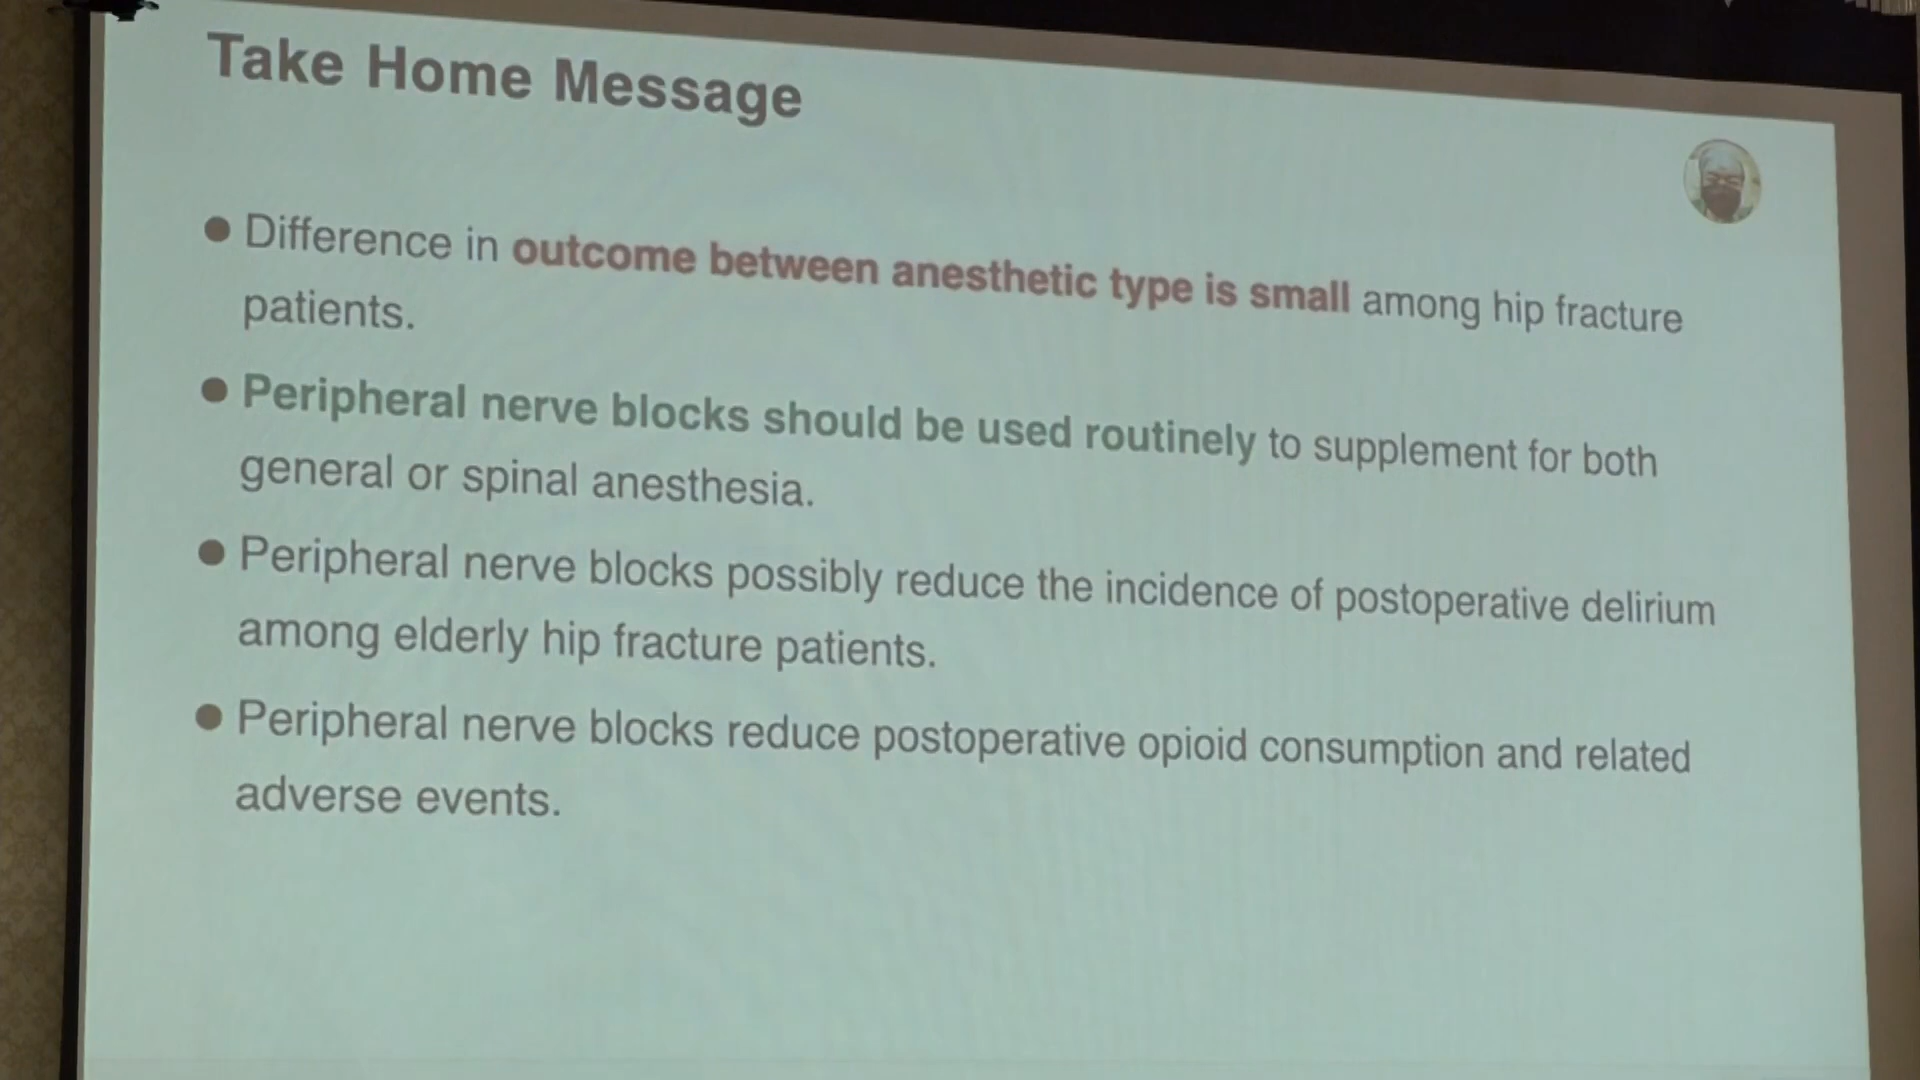 Take Home Message
● Difference in outcome between anesthetic type is small among hip fracture
patients.
● Peripheral nerve blocks should be used routinely to supplement for both
general or spinal anesthesia.
● Peripheral nerve blocks possibly reduce the incidence of postoperative delirium
among elderly hip fracture patients.
● Peripheral nerve blocks reduce postoperative opioid consumption and related
adverse events.